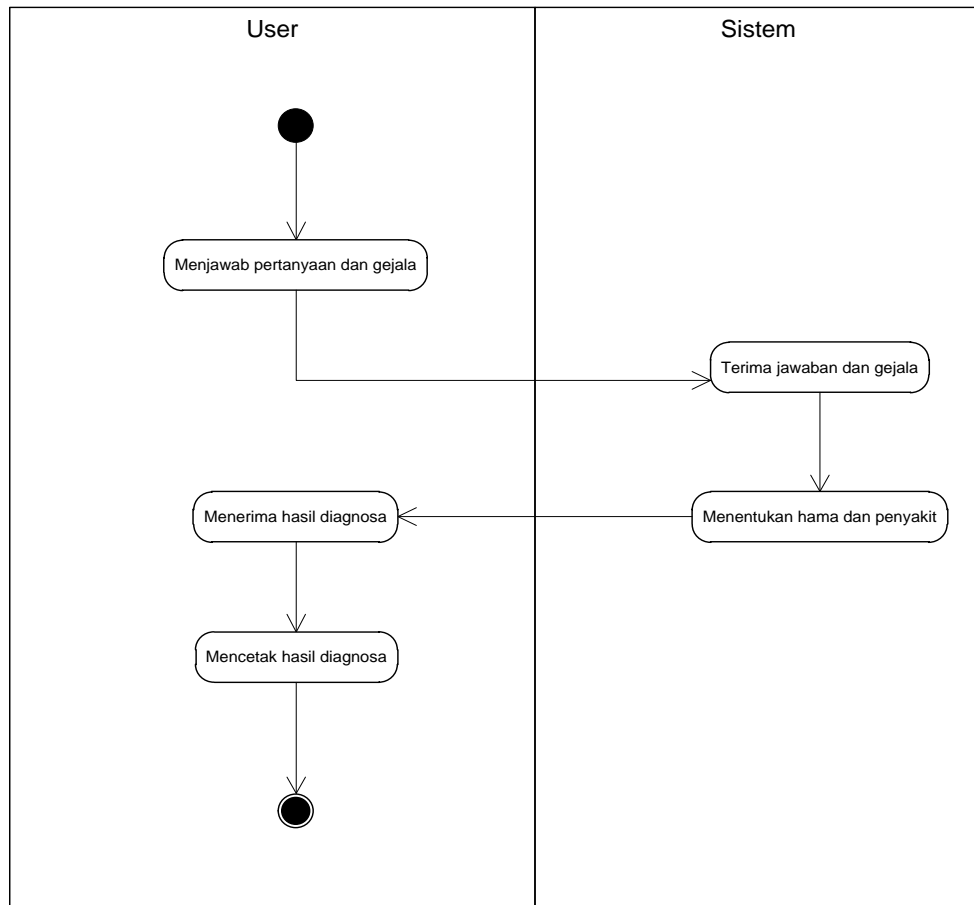 User
Sistem
Menjawab pertanyaan dan gejala
Terima jawaban dan gejala
Menerima hasil diagnosa
Menentukan hama dan penyakit
Mencetak hasil diagnosa